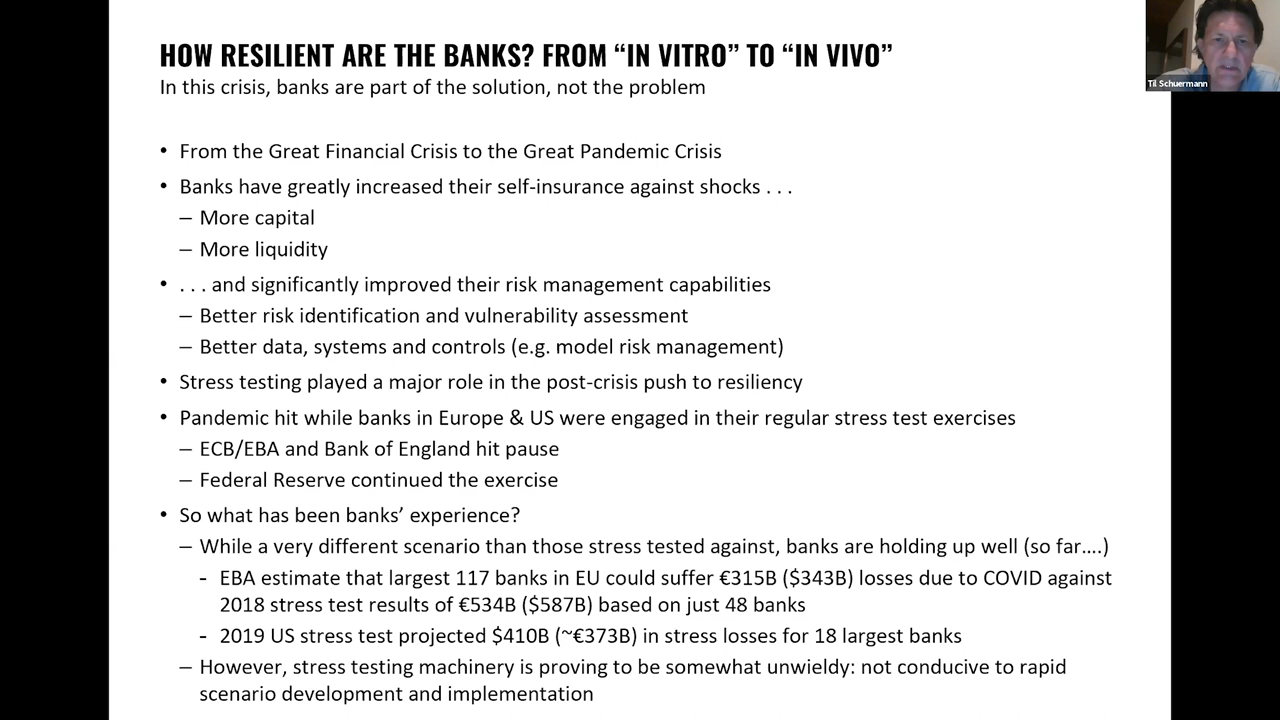 HOW RESILIENT ARE THE BANKS? FROM “IN VITRO” TO “IN VIVO”
In this crisis, banks are part of the solution, not the problem
Til Schuermann
• From the Great Financial Crisis to the Great Pandemic Crisis
• Banks have greatly increased their self-insurance against shocks . . .
– More capital
– More liquidity
• . . . and significantly improved their risk management capabilities
– Better risk identification and vulnerability assessment
– Better data, systems and controls (e.g. model risk management)
• Stress testing played a major role in the post-crisis push to resiliency
• Pandemic hit while banks in Europe & US were engaged in their regular stress test exercises
– ECB/EBA and Bank of England hit pause
– Federal Reserve continued the exercise
• So what has been banks’ experience?
– While a very different scenario than those stress tested against, banks are holding up well (so far….)
- EBA estimate that largest 117 banks in EU could suffer €315B ($343B) losses due to COVID against
2018 stress test results of €534B ($587B) based on just 48 banks
- 2019 US stress test projected $410B (~€373B) in stress losses for 18 largest banks
– However, stress testing machinery is proving to be somewhat unwieldy: not conducive to rapid
scenario development and implementation